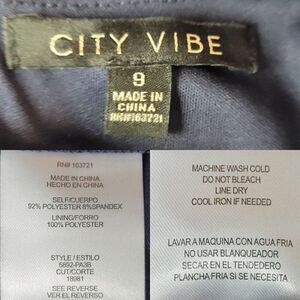 CITY VIBE
9
MADE IN
CHINA
RN#163721
RN# 163721
MADE IN CHINA
HECHO EN CHINA
SELF/CUERPO
92% POLYESTER 8%SPANDEX
LINING/FORRO
100% POLYESTER
STYLE / ESTILO
5892-PA3B
CUT/CORTE
18981
SEE REVERSE
VER EL REVERSO
MACHINE WASH COLD
DO NOT BLEACH
LINE DRY
COOL IRON IF NEEDED
LAVAR A MAQUINA CON AGUA FRIA
NO USAR BLANQUEADOR
SECAR EN EL TENDEDERO
PLANCHA FRIA SI SE NECESITA.